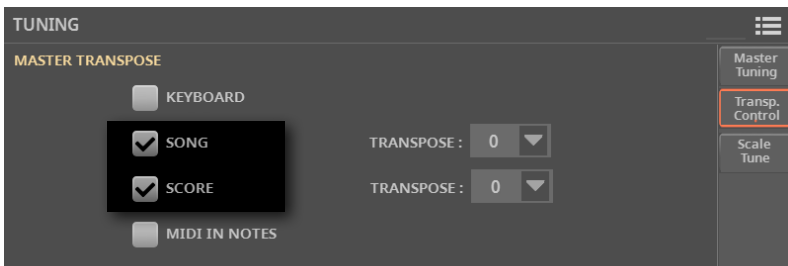 TUNING
MASTER TRANSPOSE
KEYBOARD
SONG TRANSPOSE : 0
SCORE TRANSPOSE : 0
MIDI IN NOTES
Master
Tuning
Transp.
Control
Scale
Tune